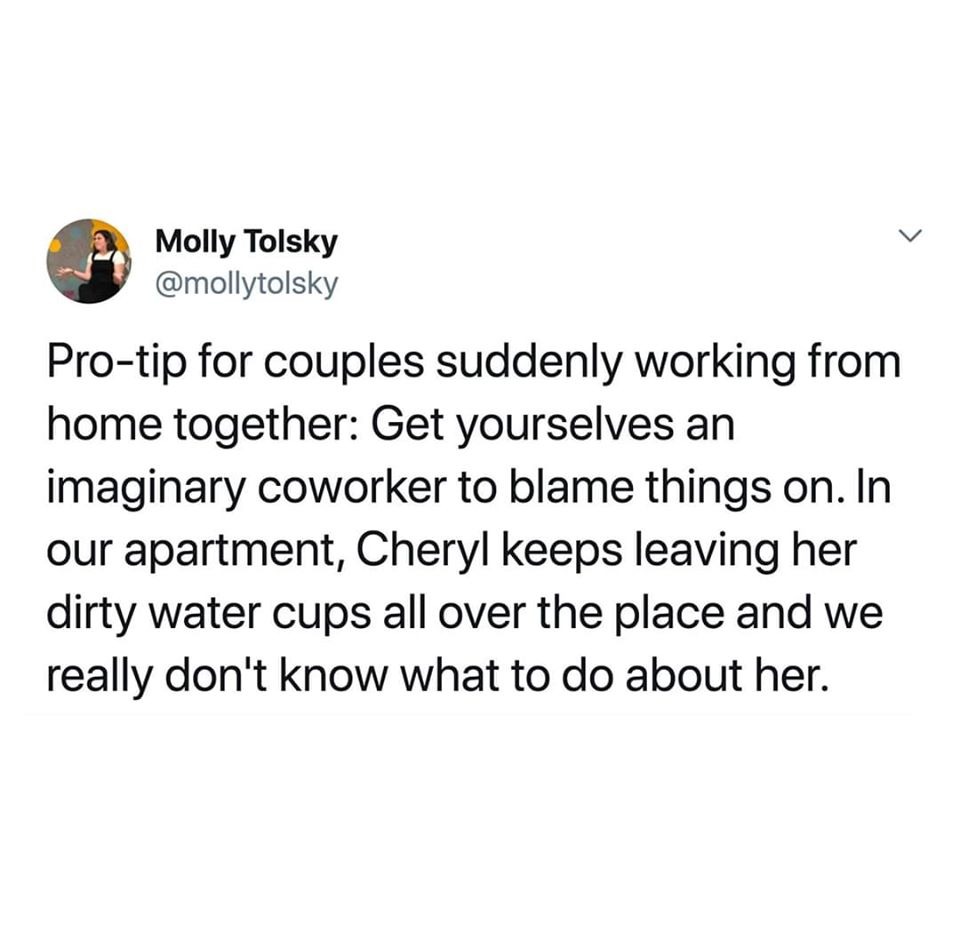 Molly Tolsky
@mollytolsky
Pro-tip for couples suddenly working from
home together: Get yourselves an
imaginary coworker to blame things on. In
our apartment, Cheryl keeps leaving her
dirty water cups all over the place and we
really don't know what to do about her.